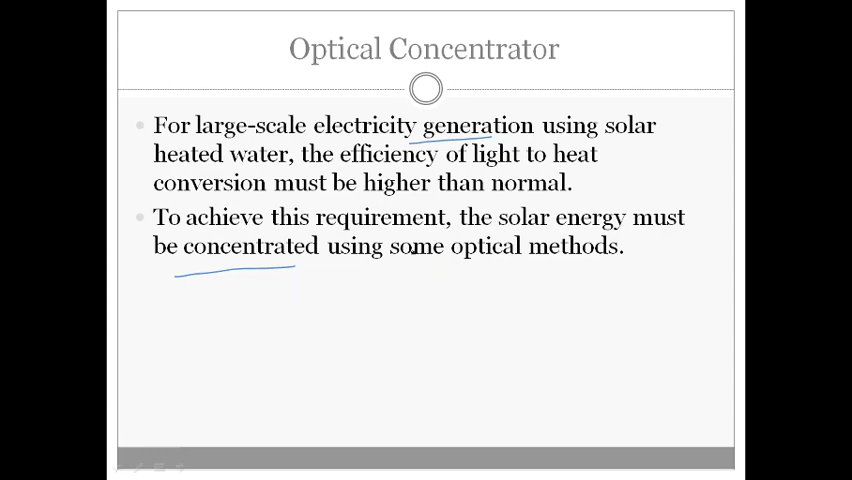 Optical Concentrator
For large-scale electricity generation using solar
heated water, the efficiency of light to heat
conversion must be higher than normal.
To achieve this requirement, the solar energy must
be concentrated using some optical methods.